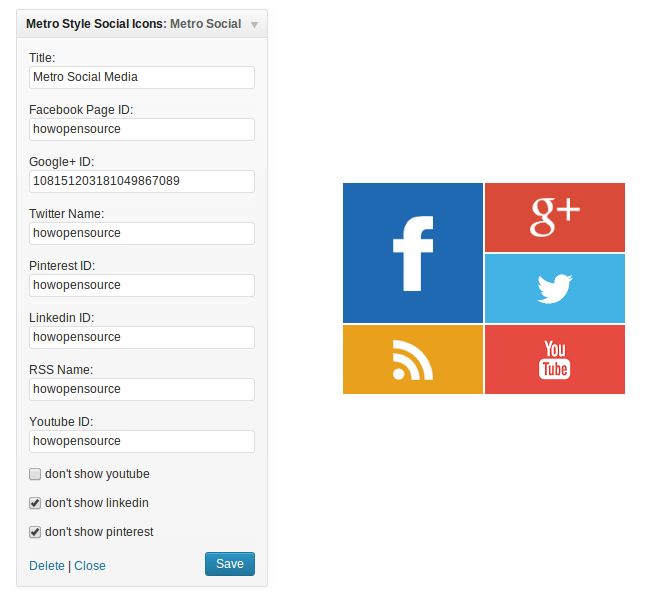 Metro Style Social Icons: Metro Social
Title:
Metro Social Media
Facebook Page ID:
howopensource
Google+ ID:
108151203181049867089
Twitter Name:
howopensource
Pinterest ID:
howopensource
Linkedin ID:
howopensource
RSS Name:
howopensource
Youtube ID:
howopensource
don't show youtube
don't show linkedin
don't show pinterest
Delete | Close
Save
f
g+
You
Tube